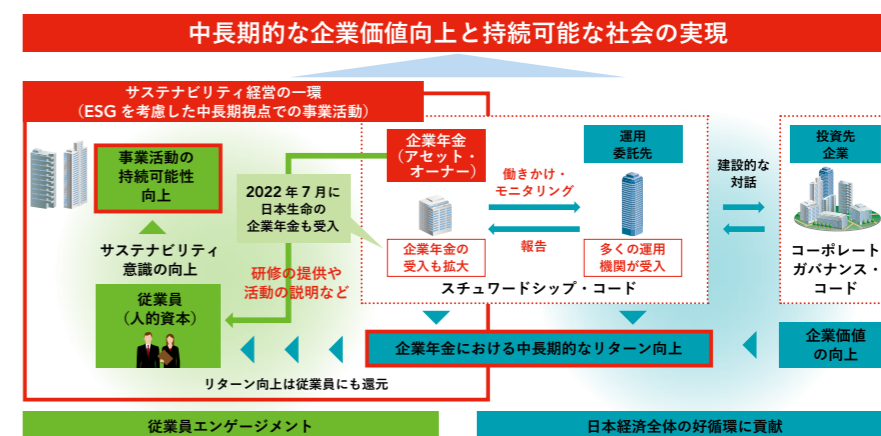 中長期的な企業価値向上と持続可能な社会の実現
サステナビリティ経営の一環
（ESG を考慮した中長期視点での事業活動）
事業活動の
持続可能性
向上
2022 年 7 月に
日本生命の
企業年金も受入
サステナビリティ
意識の向上
研修の提供や
活動の説明など
従業員
（人的資本）
企業年金
（アセット・
オーナー）
働きかけ・
モニタリング
報告
運用
委託先
企業年金の
受入も拡大
多くの運用
機関が受入
スチュワードシップ・コード
建設的な
対話
投資先
企業
コーポレート
ガバナンス・
コード
企業年金における中長期的なリターン向上
企業価値
の向上
リターン向上は従業員にも還元
従業員エンゲージメント
日本経済全体の好循環に貢献